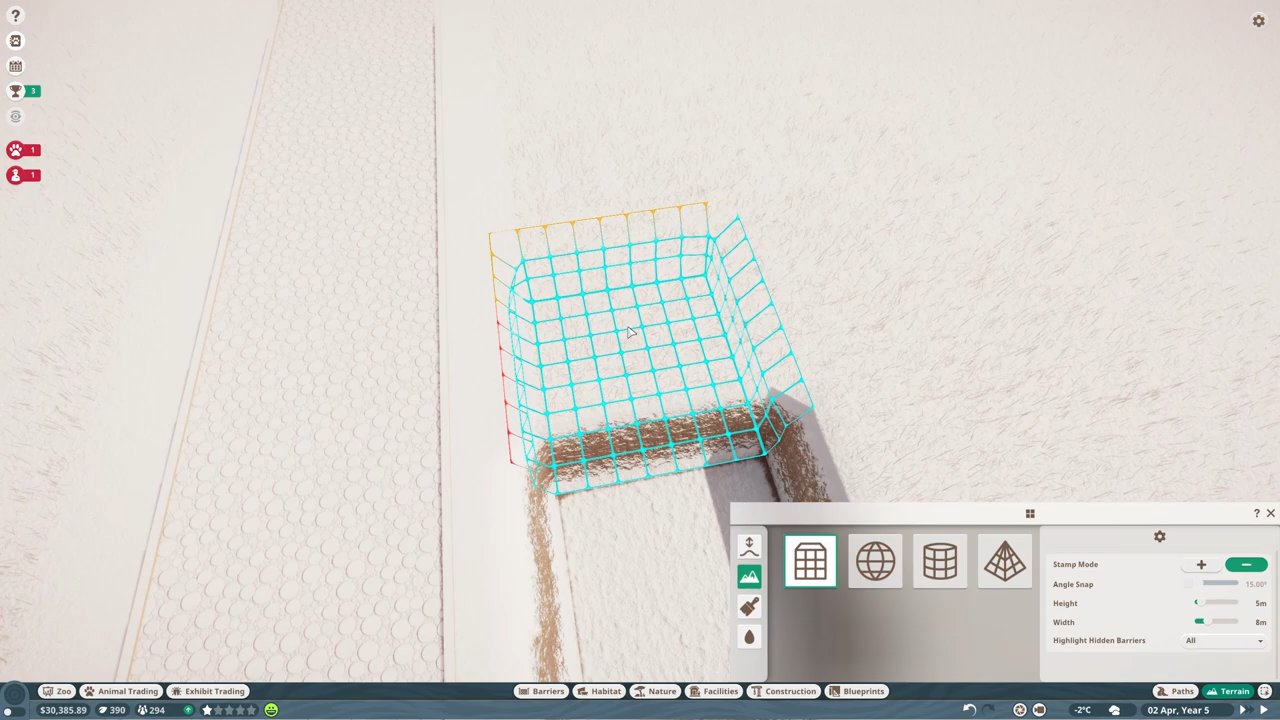 ?
3
1
1
? ×
Stamp Mode + −
Angle Snap 15.00°
Height 5m
Width 8m
Highlight Hidden Barriers All
Zoo Animal Trading Exhibit Trading Barriers Habitat Nature Facilities Construction Blueprints Paths Terrain
$30,385.89 390 294 -2°C 02 Apr, Year 5